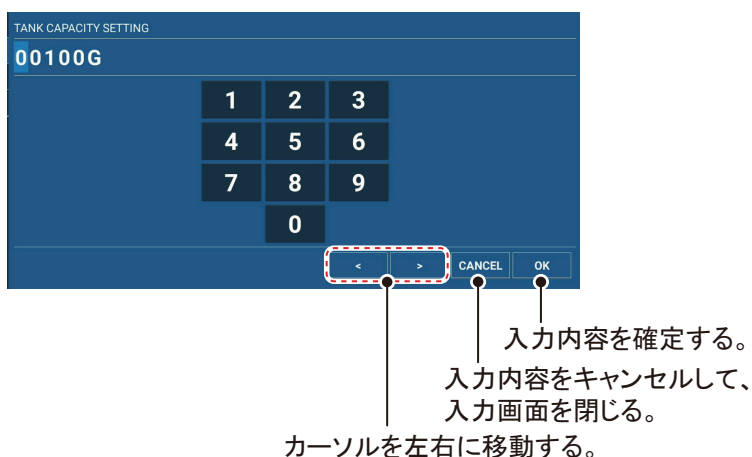 TANK CAPACITY SETTING
00100G
1 2 3
4 5 6
7 8 9
0
< > CANCEL OK
入力内容を確定する。
入力内容をキャンセルして、
入力画面を閉じる。
カーソルを左右に移動する。